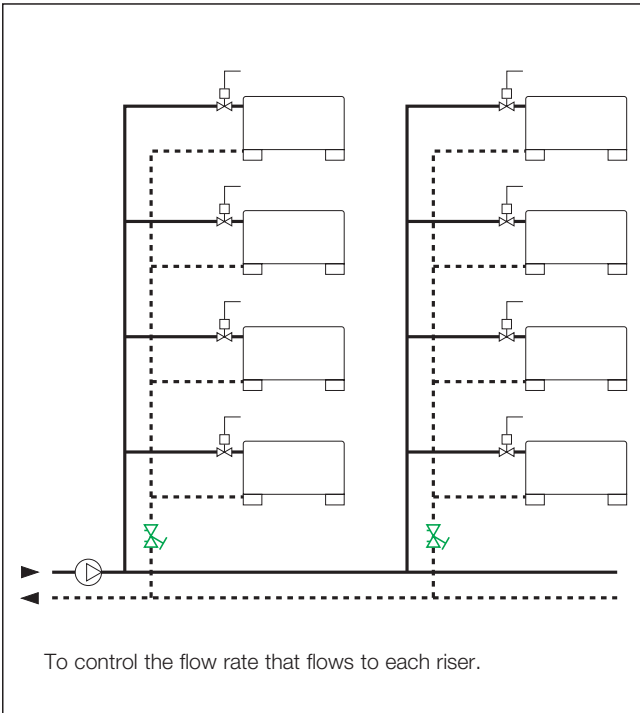 To control the flow rate that flows to each riser.